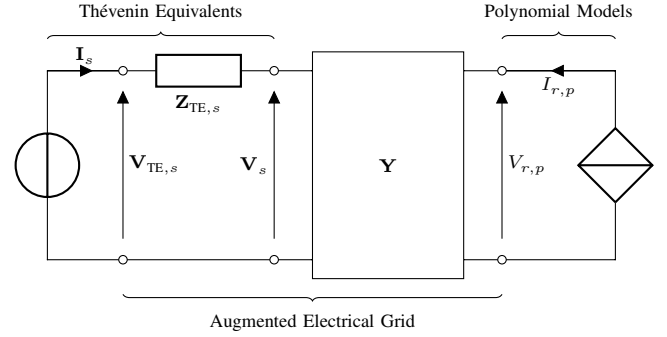 Thévenin Equivalents
Polynomial Models
I_s
Z_TE,s
I_r,p
V_TE,s
V_s
Y
V_r,p
Augmented Electrical Grid